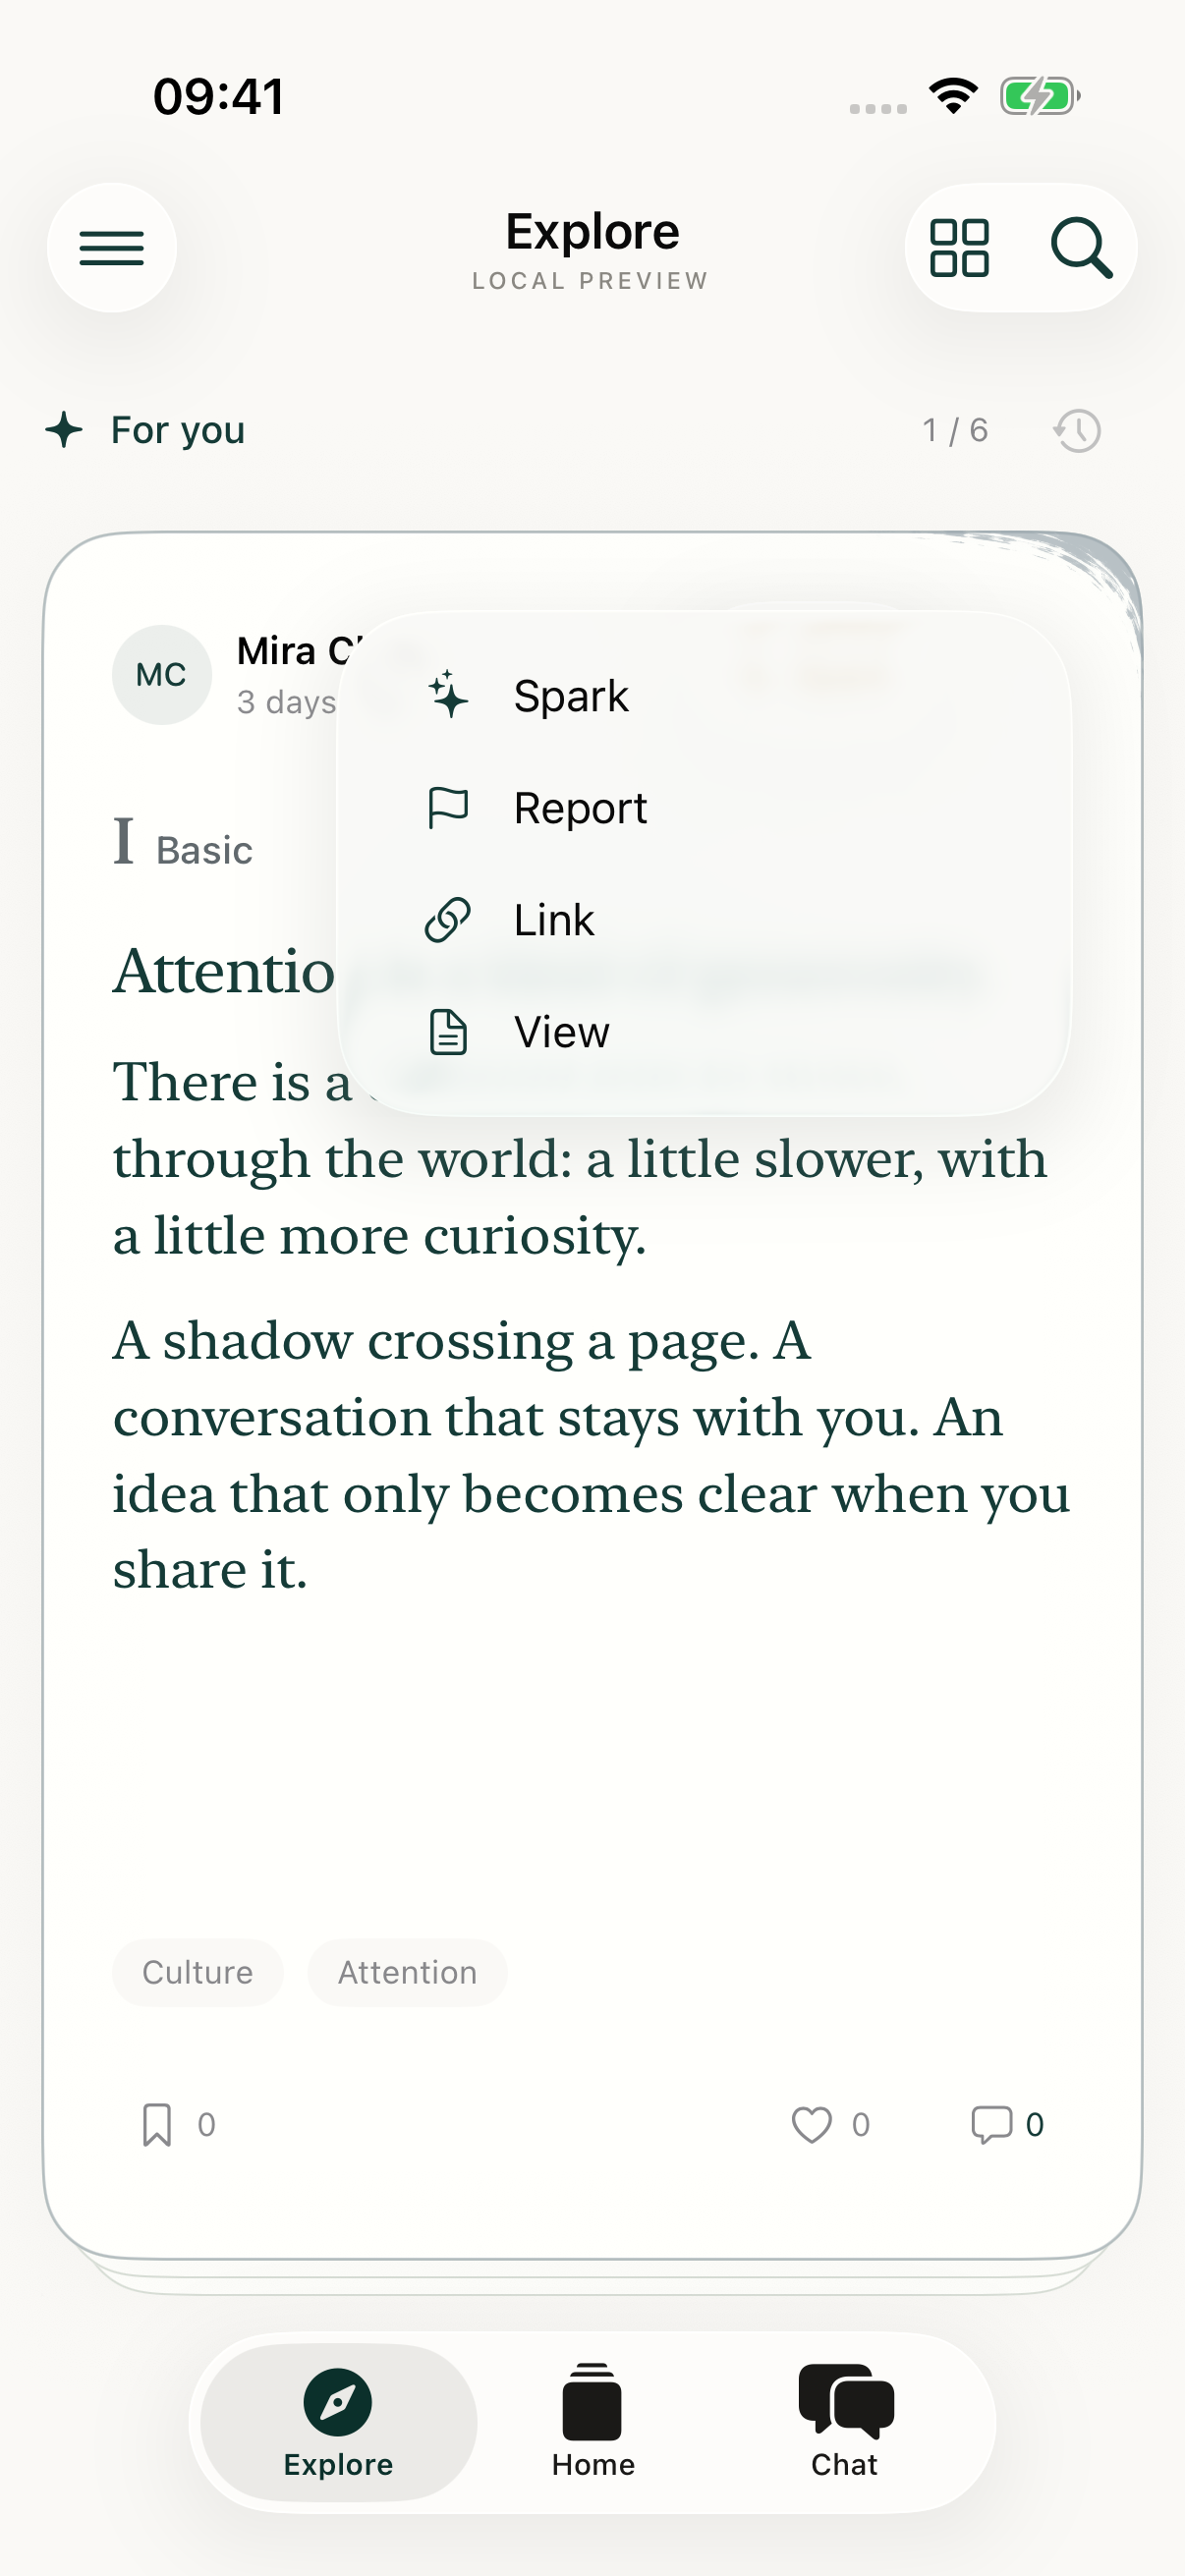 09:41
Explore
LOCAL PREVIEW
For you
1 / 6
MC
Mira
3 days
Spark
Report
I Basic
Link
View
There is a
through the world: a little slower, with
a little more curiosity.
A shadow crossing a page. A
conversation that stays with you. An
idea that only becomes clear when you
share it.
Culture
Attention
0
0
0
Explore
Home
Chat